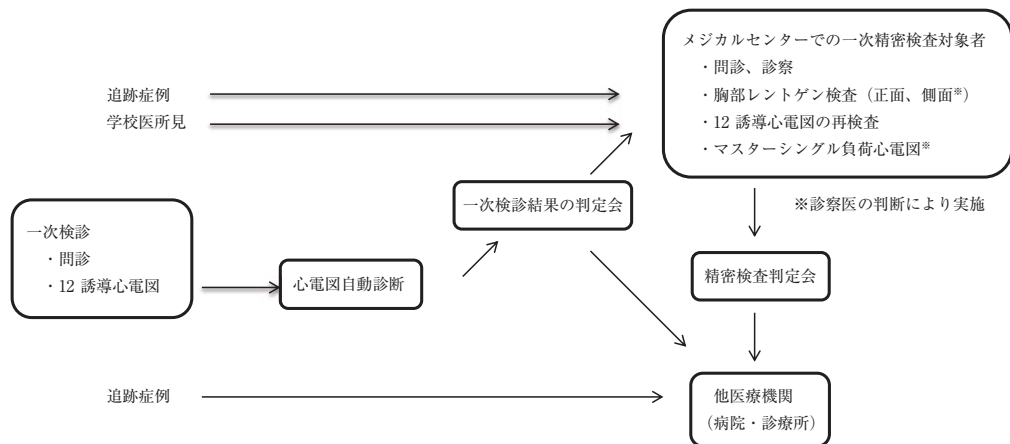 メジカルセンターでの一次精密検査対象者
・問診、診察
・胸部レントゲン検査（正面、側面※）
・12 誘導心電図の再検査
・マスターシングル負荷心電図※
追跡症例
学校医所見
一次検診結果の判定会
※診察医の判断により実施
一次検診
・問診
・12 誘導心電図
心電図自動診断
精密検査判定会
追跡症例
他医療機関
（病院・診療所）